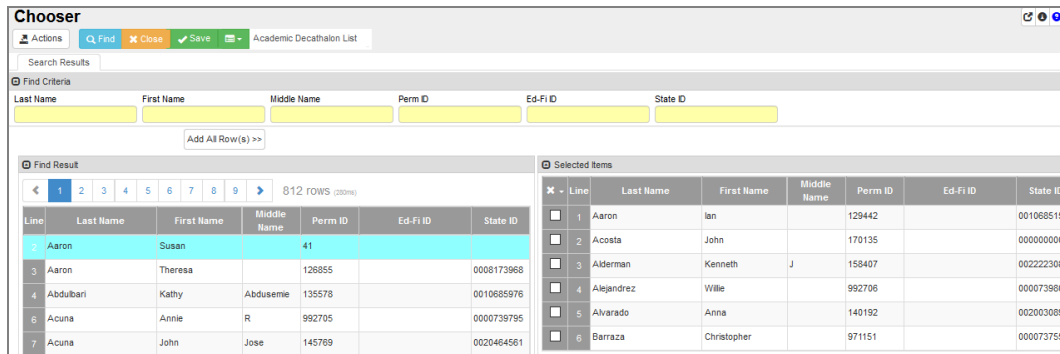 Chooser
Actions Find Close Save Academic Decathalon List
Search Results
Find Criteria
Last Name First Name Middle Name Perm ID Ed-Fi ID State ID
Add All Row(s) >>
Find Result
1 2 3 4 5 6 7 8 9 812 rows (280ms)
Line Last Name First Name Middle Name Perm ID Ed-Fi ID State ID
2 Aaron Susan 41
3 Aaron Theresa 126855 0008173968
4 Abdulbari Kathy Abdusemie 135578 0010685976
6 Acuna Annie R 992705 0000739795
7 Acuna John Jose 145769 0020464561
Selected Items
Line Last Name First Name Middle Name Perm ID Ed-Fi ID State ID
1 Aaron Ian 129442
2 Acosta John 170135
3 Alderman Kenneth J 158407
4 Alejandrez Willie 992706
5 Alvarado Anna 140192
6 Barraza Christopher 971151